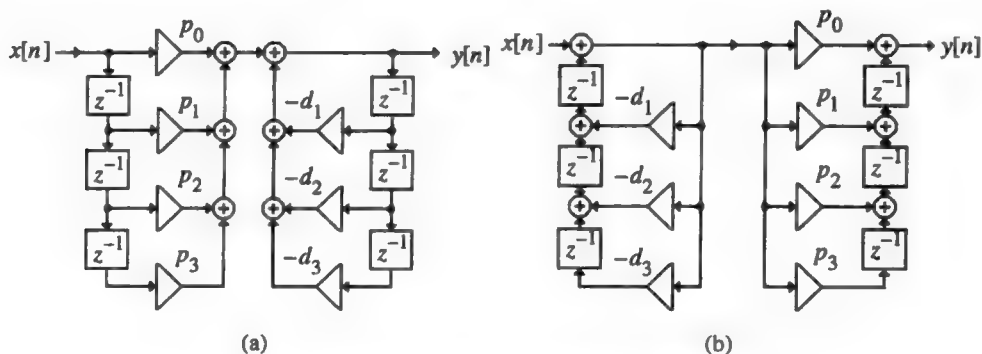 x[n] p₀ y[n]
z⁻¹ z⁻¹
p₁ -d₁
z⁻¹ z⁻¹
p₂ -d₂
z⁻¹ z⁻¹
p₃ -d₃
(a)
x[n] p₀ y[n]
z⁻¹ z⁻¹
-d₁ p₁
z⁻¹ z⁻¹
-d₂ p₂
z⁻¹ z⁻¹
-d₃ p₃
(b)